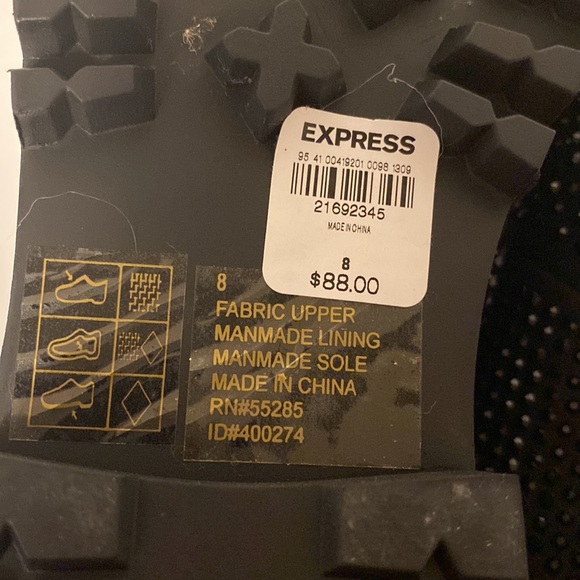 EXPRESS
95 41 00419201 0098 1309
21692345
MADE IN CHINA
8
$88.00
8
FABRIC UPPER
MANMADE LINING
MANMADE SOLE
MADE IN CHINA
RN#55285
ID#400274